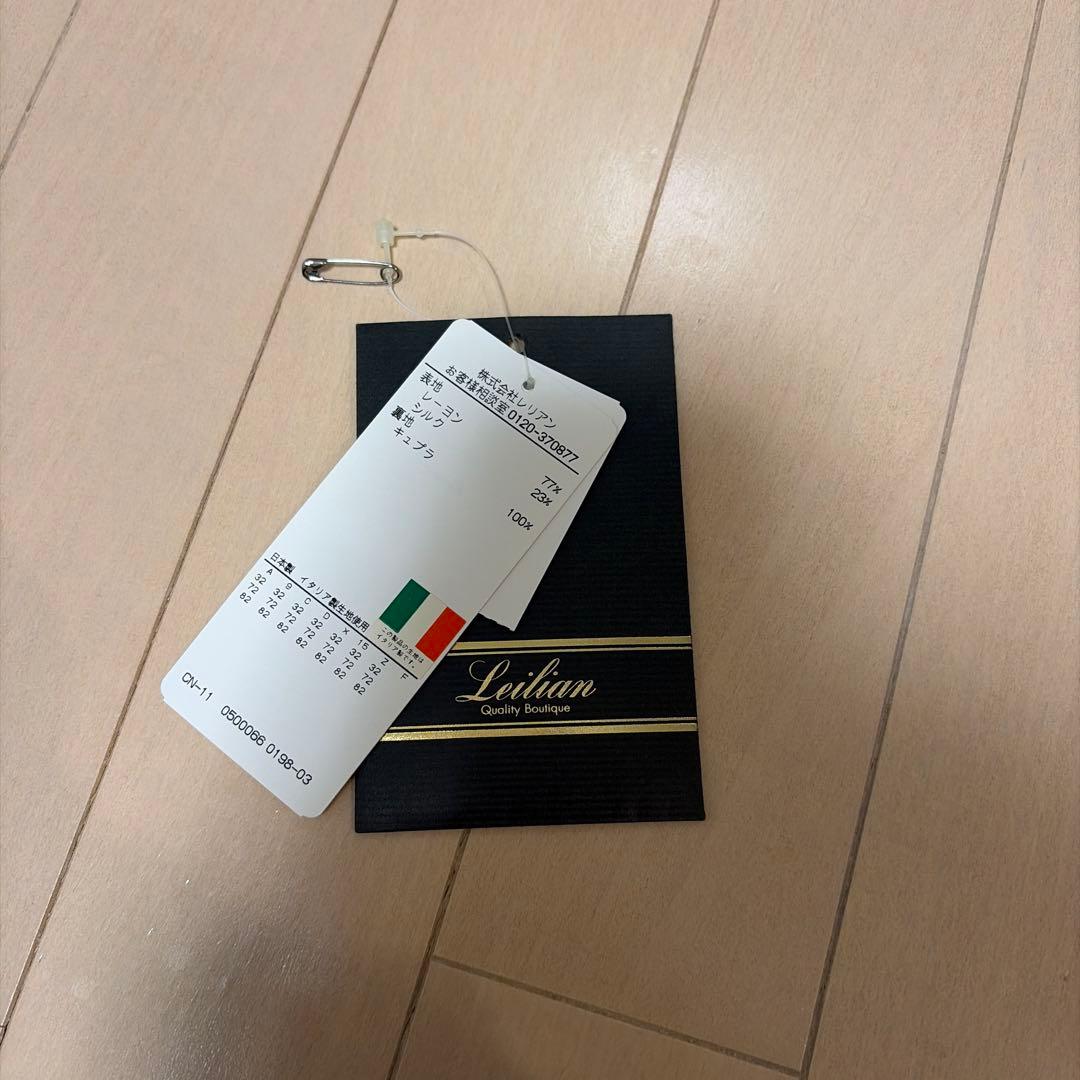 株式会社レリアン
お客様相談室0120-370877
表地
レーヨン 77%
シルク 23%
裏地
キュプラ 100%
日本製 イタリア製生地使用
A 9 C D X 15 Z F
32 32 32 32 32 32 32
72 72 72 72 72 72 72
82 82 82 82 82 82 82
この製品の生地は
イタリア製です。
CN-11 0500066 0198-03
Leilian
Quality Boutique